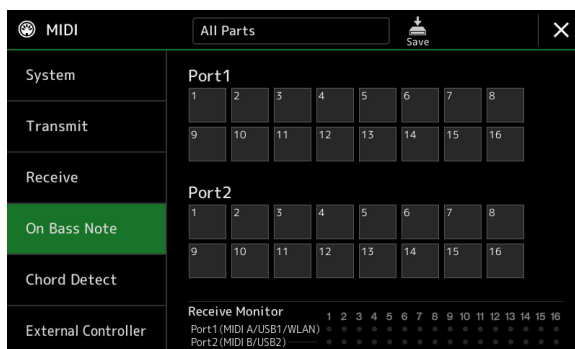 MIDI
All Parts
Save
System
Transmit
Receive
On Bass Note
Chord Detect
External Controller
Port1
1 2 3 4 5 6 7 8
9 10 11 12 13 14 15 16
Port2
1 2 3 4 5 6 7 8
9 10 11 12 13 14 15 16
Receive Monitor 1 2 3 4 5 6 7 8 9 10 11 12 13 14 15 16
Port1(MIDI A/USB1/WLAN)
Port2(MIDI B/USB2)